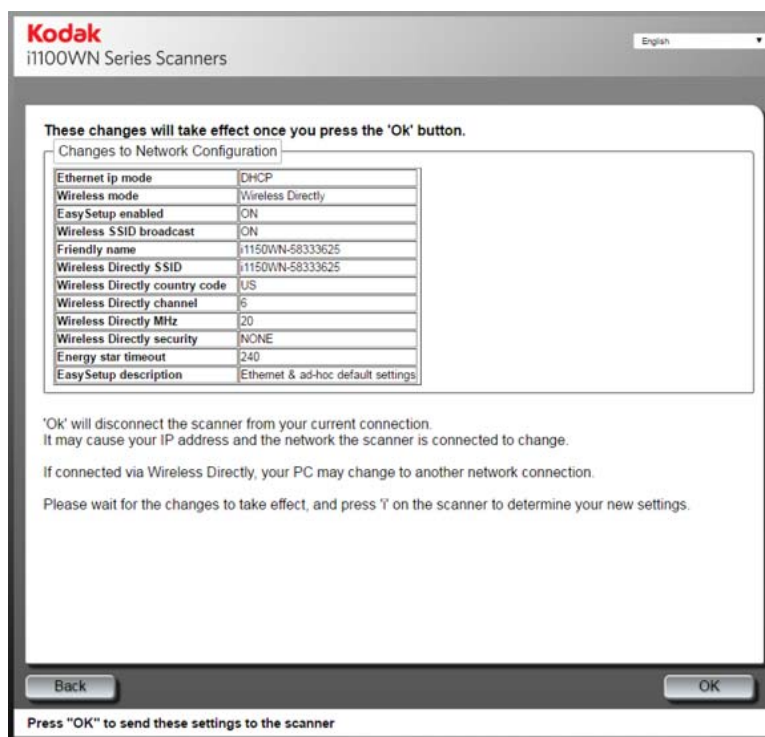 Kodak
i1100WN Series Scanners
English
These changes will take effect once you press the 'Ok' button.
Changes to Network Configuration
Ethernet ip mode DHCP
Wireless mode Wireless Directly
EasySetup enabled ON
Wireless SSID broadcast ON
Friendly name i1150WN-58333625
Wireless Directly SSID i1150WN-58333625
Wireless Directly country code US
Wireless Directly channel 6
Wireless Directly MHz 20
Wireless Directly security NONE
Energy star timeout 240
EasySetup description Ethernet & ad-hoc default settings
'Ok' will disconnect the scanner from your current connection.
It may cause your IP address and the network the scanner is connected to change.
If connected via Wireless Directly, your PC may change to another network connection.
Please wait for the changes to take effect, and press 'i' on the scanner to determine your new settings.
Back
OK
Press "OK" to send these settings to the scanner